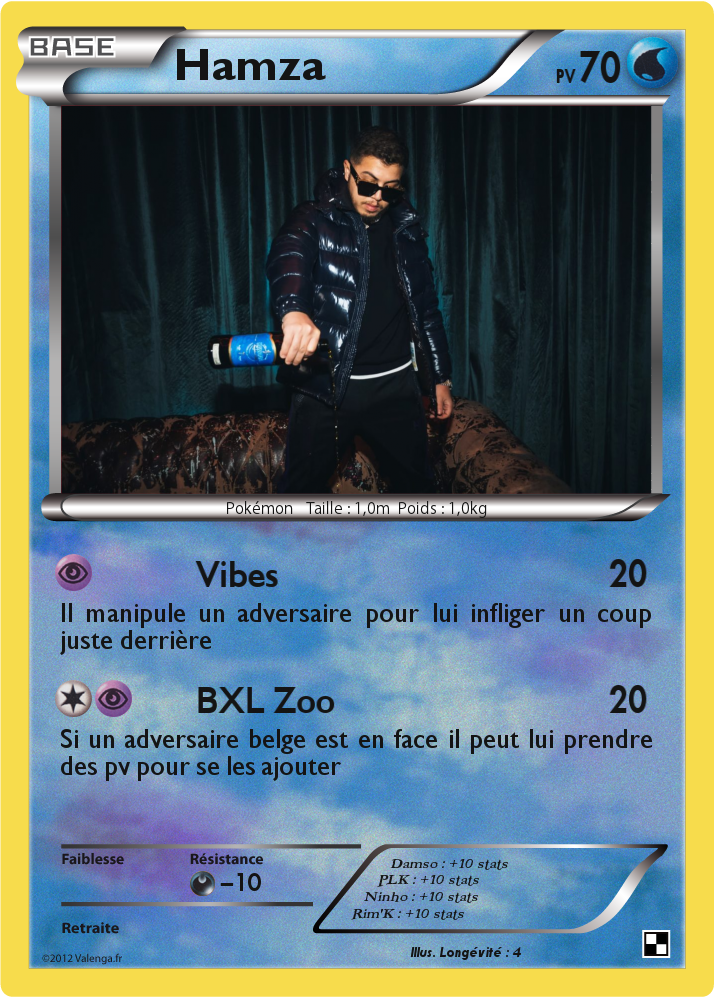 BASE
Hamza
PV 70
Pokémon Taille : 1,0m Poids : 1,0kg
Vibes 20
Il manipule un adversaire pour lui infliger un coup
juste derrière
BXL Zoo 20
Si un adversaire belge est en face il peut lui prendre
des pv pour se les ajouter
Faiblesse Résistance
-10
Damso : +10 stats
PLK : +10 stats
Ninho : +10 stats
Rim'K : +10 stats
Retraite
Illus. Longévité : 4
©2012 Valenga.fr